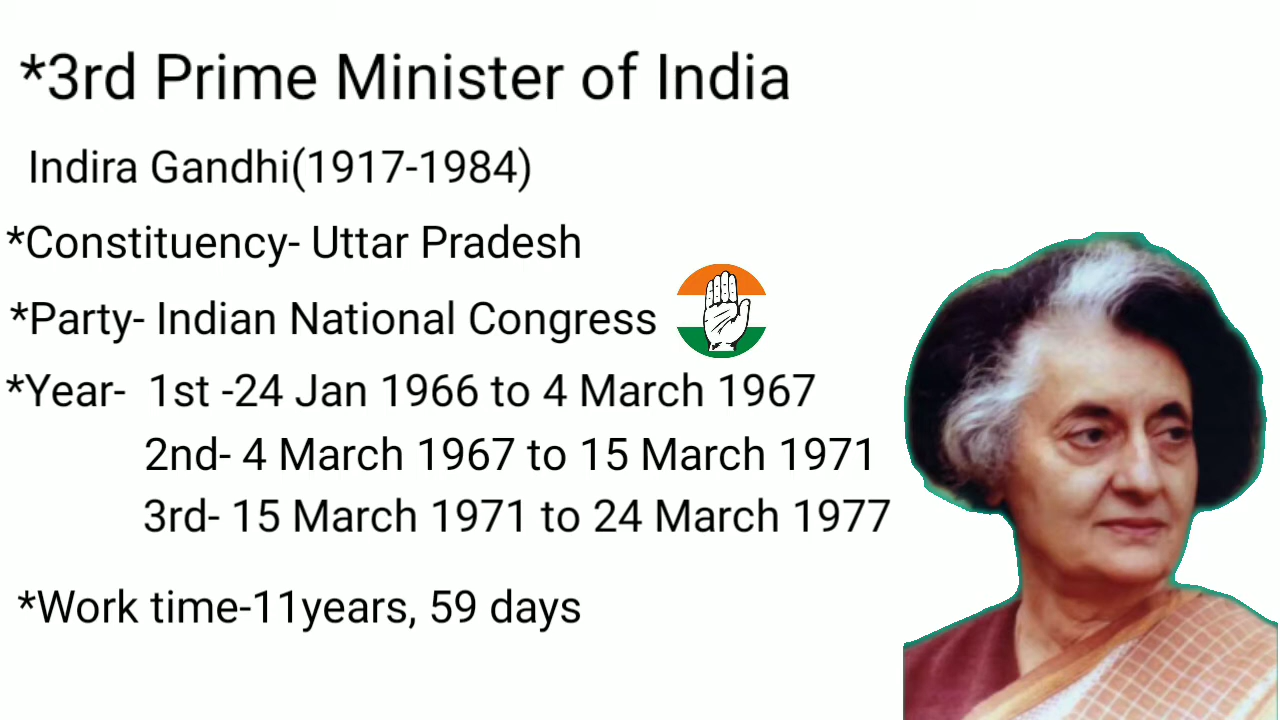 *3rd Prime Minister of India
Indira Gandhi(1917-1984)
*Constituency- Uttar Pradesh
*Party- Indian National Congress
*Year- 1st -24 Jan 1966 to 4 March 1967
2nd- 4 March 1967 to 15 March 1971
3rd- 15 March 1971 to 24 March 1977
*Work time-11years, 59 days